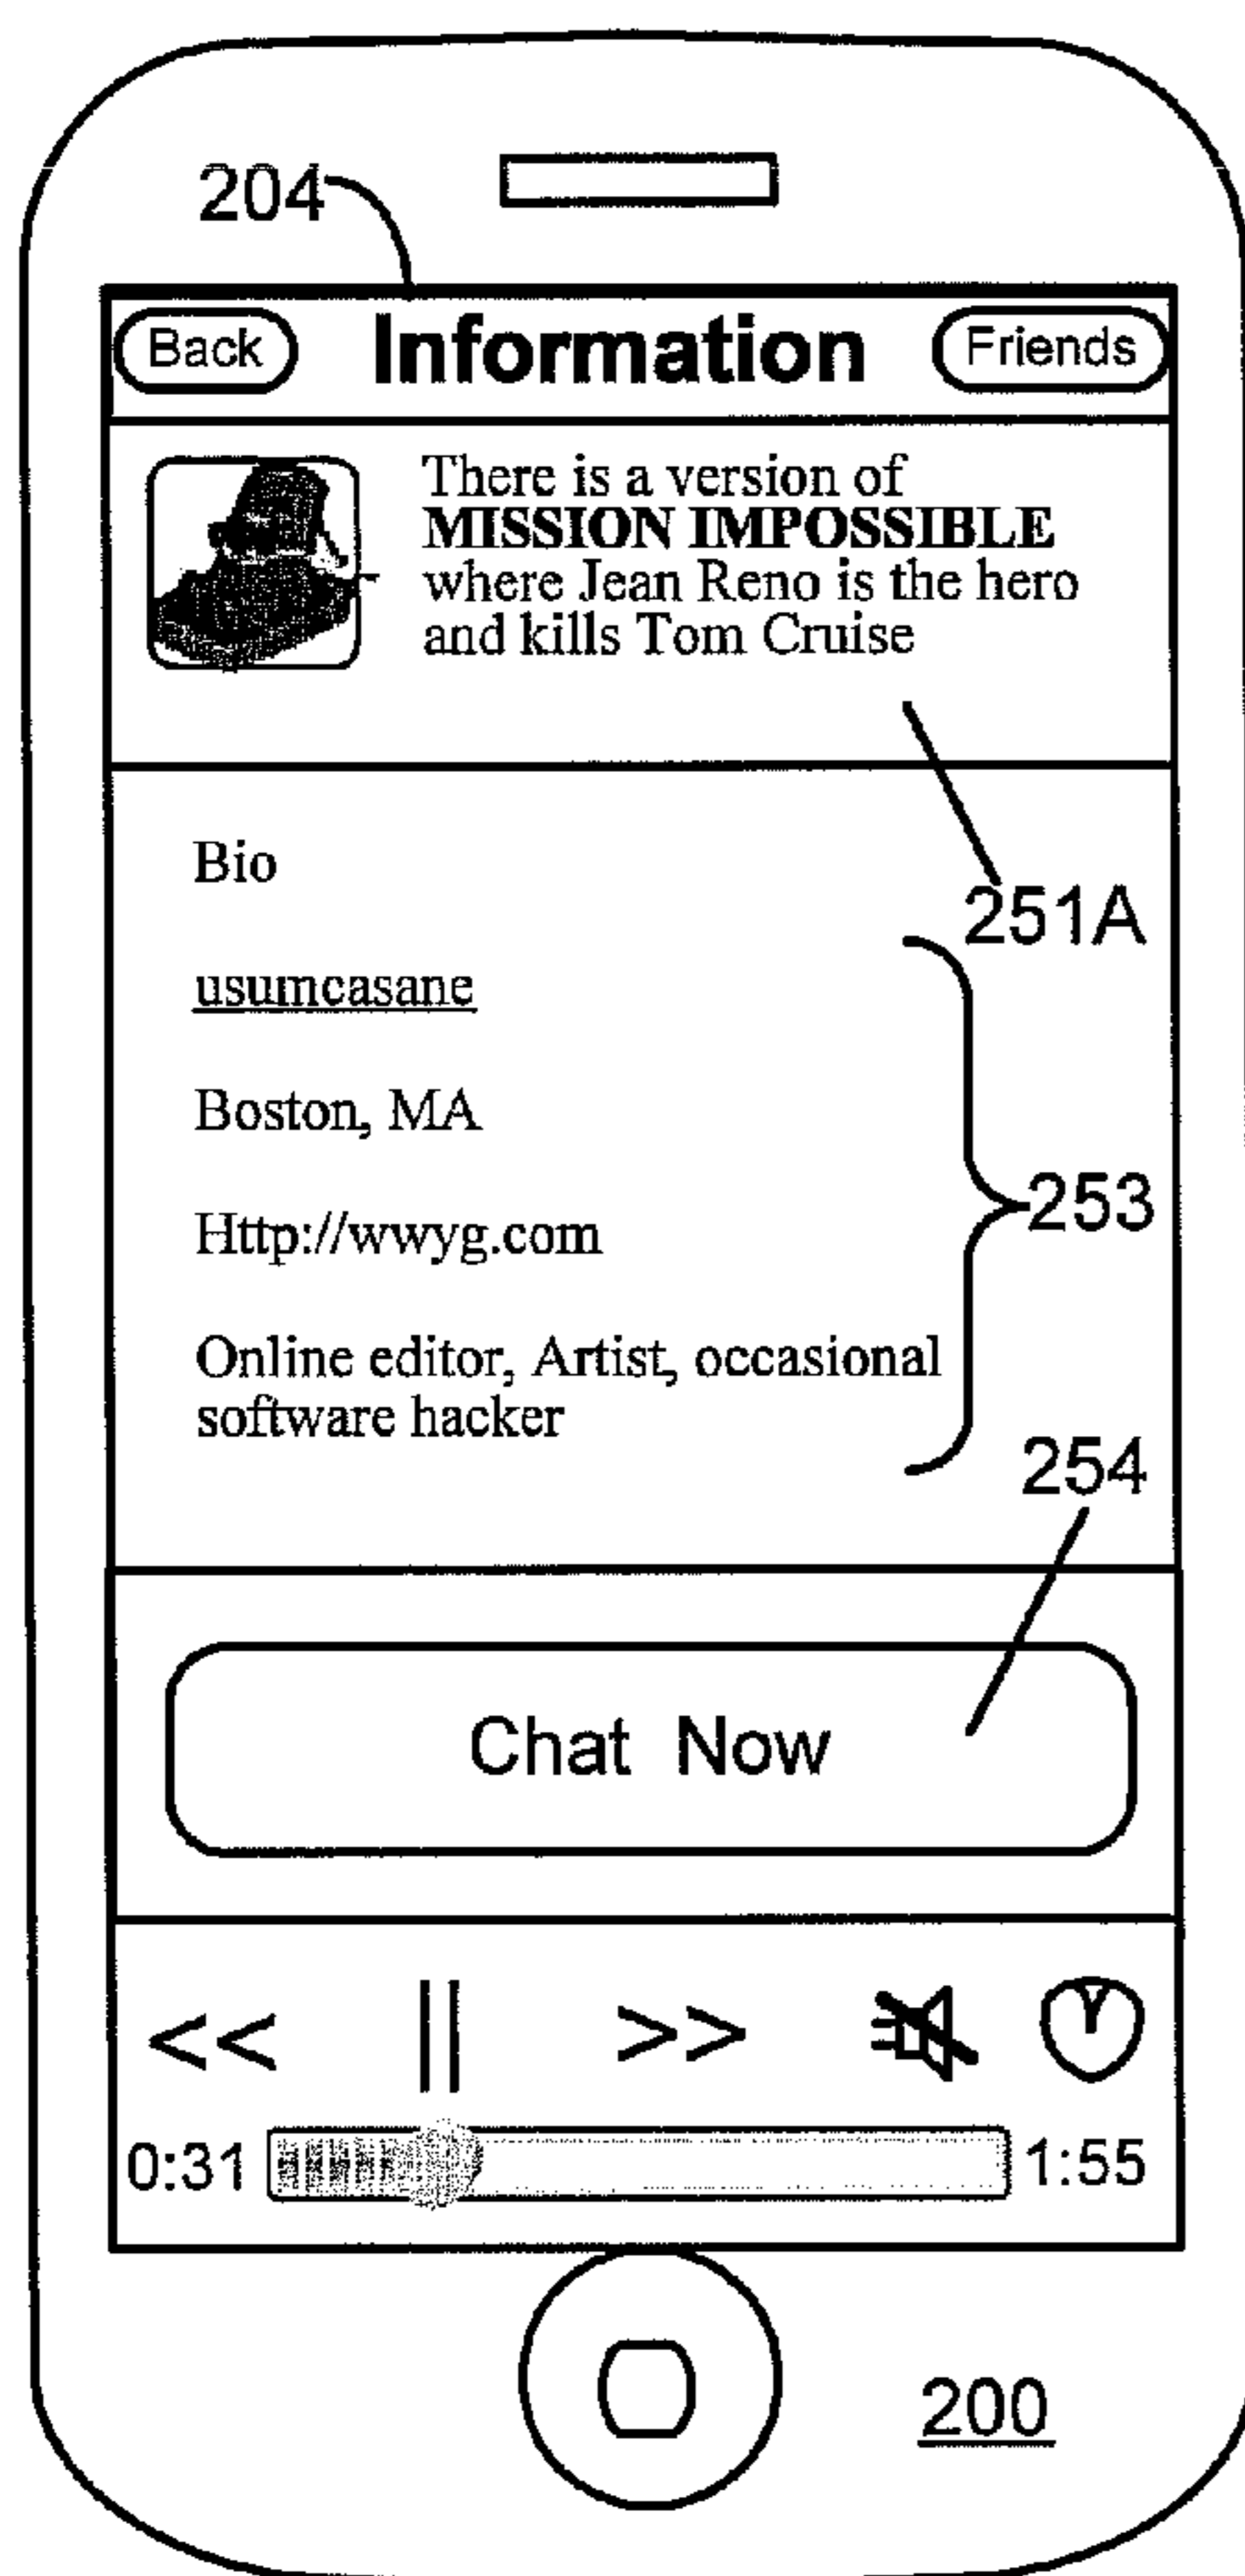 204
Back Information Friends
There is a version of
MISSION IMPOSSIBLE
where Jean Reno is the hero
and kills Tom Cruise
251A
Bio
usumcasane
Boston, MA
253
Http://wwyg.com
Online editor, Artist, occasional
software hacker
254
Chat Now
<< || >>
0:31 1:55
200